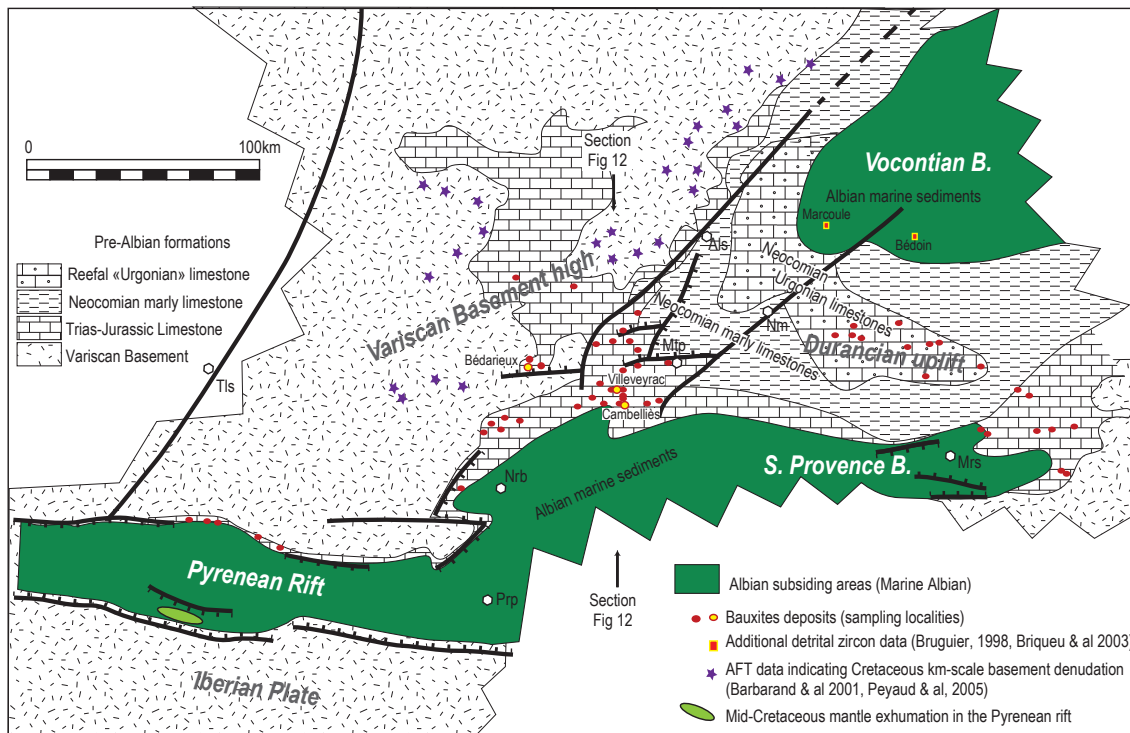 0
100km
Pre-Albian formations
Reefal «Urgonian» limestone
Neocomian marly limestone
Trias-Jurassic Limestone
Variscan Basement
Tls
Section
Fig 12
Vocontian B.
Albian marine sediments
Marcoule
Bédoin
Als
Variscan Basement high
Neocomian
Urgonian limestones
Neocomian marly limestones
Nm
Durancian uplift
Mtp
Bédarieux
Villeveyrac
Cambelliès
S. Provence B.
Mrs
Nrb
Albian marine sediments
Pyrenean Rift
Prp
Section
Fig 12
Iberian Plate
Albian subsiding areas (Marine Albian)
Bauxites deposits (sampling localities)
Additional detrital zircon data (Bruguier, 1998, Briqueu & al 2003)
AFT data indicating Cretaceous km-scale basement denudation
(Barbarand & al 2001, Peyaud & al, 2005)
Mid-Cretaceous mantle exhumation in the Pyrenean rift